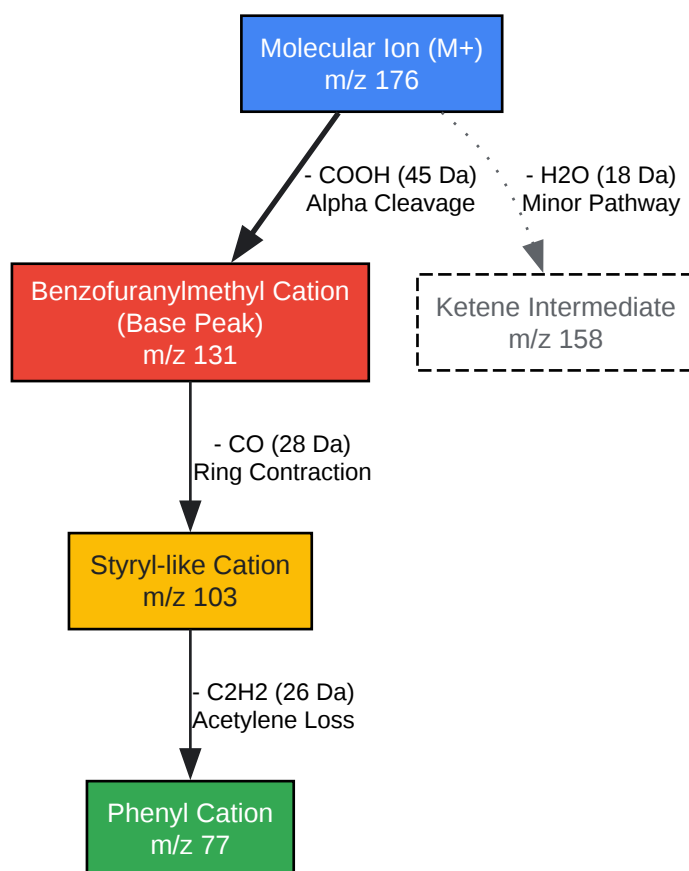 Molecular Ion (M+)
m/z 176
- COOH (45 Da)
Alpha Cleavage
- H2O (18 Da)
Minor Pathway
Benzofuranylmethyl Cation
(Base Peak)
m/z 131
Ketene Intermediate
m/z 158
- CO (28 Da)
Ring Contraction
Styryl-like Cation
m/z 103
- C2H2 (26 Da)
Acetylene Loss
Phenyl Cation
m/z 77